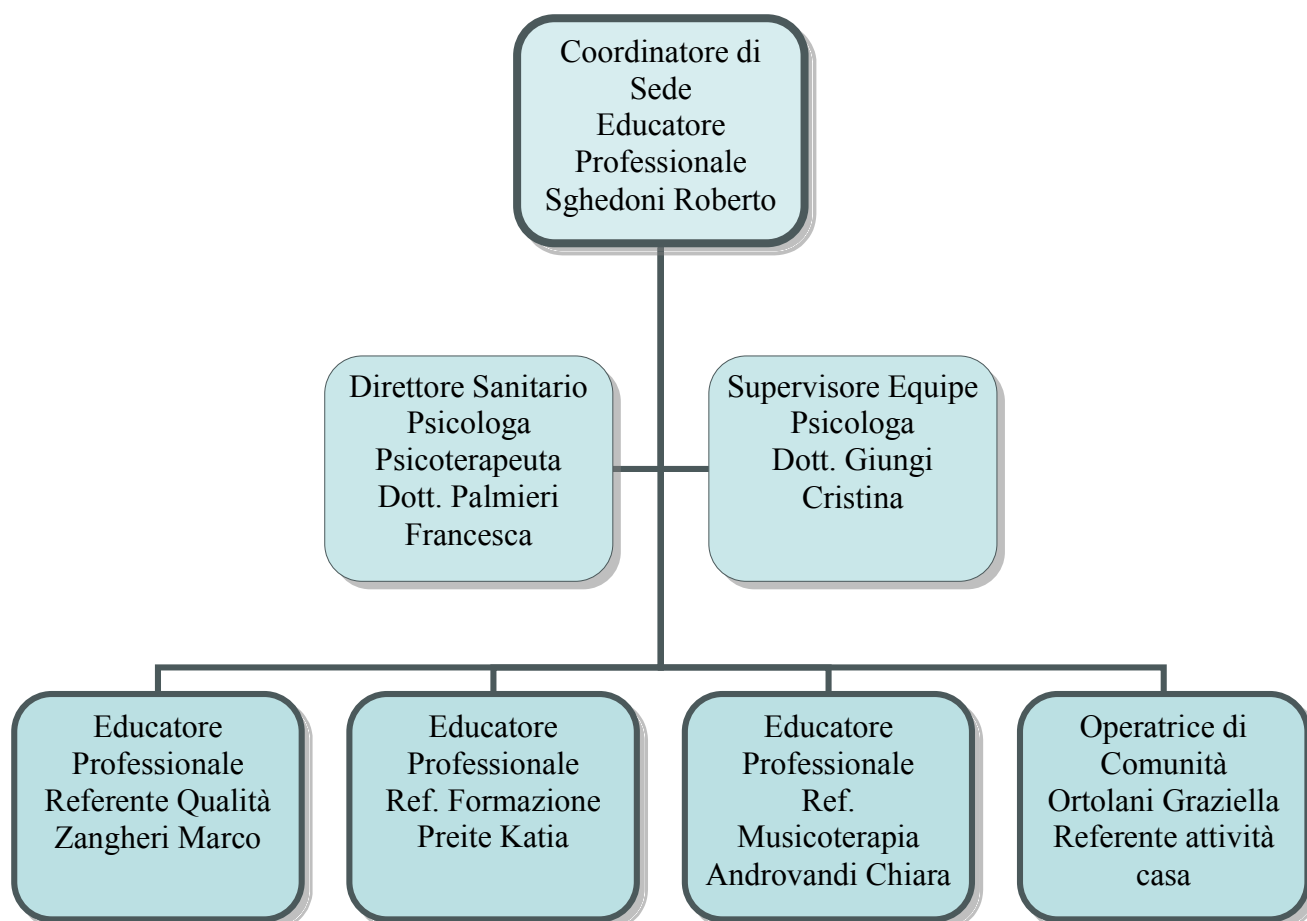 Coordinatore di
Sede
Educatore
Professionale
Sghedoni Roberto
Direttore Sanitario
Psicologa
Psicoterapeuta
Dott. Palmieri
Francesca
Supervisore Equipe
Psicologa
Dott. Giungi
Cristina
Educatore
Professionale
Referente Qualità
Zangheri Marco
Educatore
Professionale
Ref. Formazione
Preite Katia
Educatore
Professionale
Ref.
Musicoterapia
Androvandi Chiara
Operatrice di
Comunità
Ortolani Graziella
Referente attività
casa